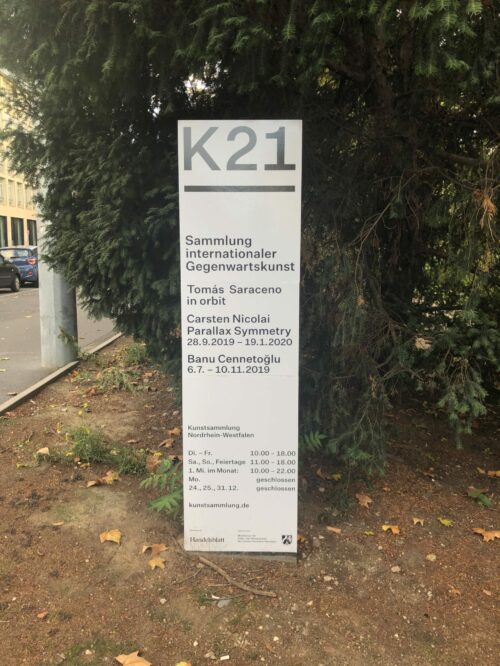 K21
Sammlung
internationaler
Gegenwartskunst
Tomás Saraceno
in orbit
Carsten Nicolai
Parallax Symmetry
28.9.2019 – 19.1.2020
Banu Cennetoğlu
6.7. – 10.11.2019
Kunstsammlung
Nordrhein-Westfalen
Di. – Fr. 10.00 – 18.00
Sa., So., Feiertage 11.00 – 18.00
1. Mi. im Monat: 10.00 – 22.00
Mo. geschlossen
24., 25., 31. 12. geschlossen
kunstsammlung.de
Handelsblatt